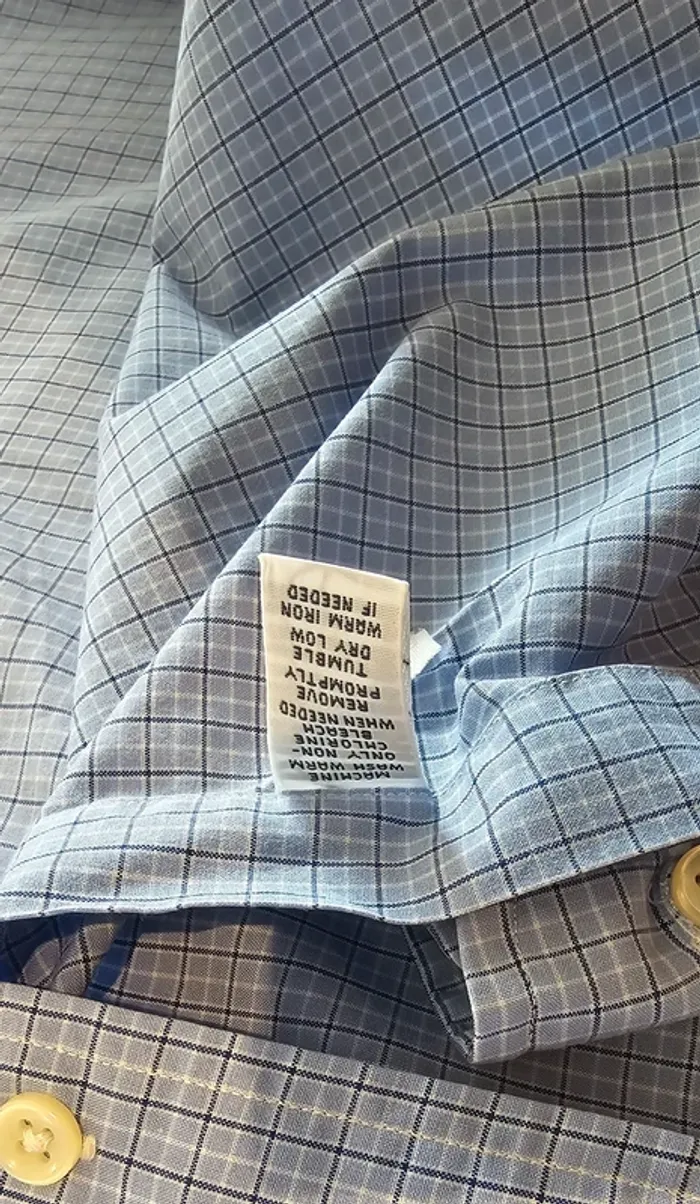 MACHINE
WASH WARM
ONLY NON-
CHLORINE
BLEACH
WHEN NEEDED
REMOVE
PROMPTLY
TUMBLE
DRY LOW
WARM IRON
IF NEEDED